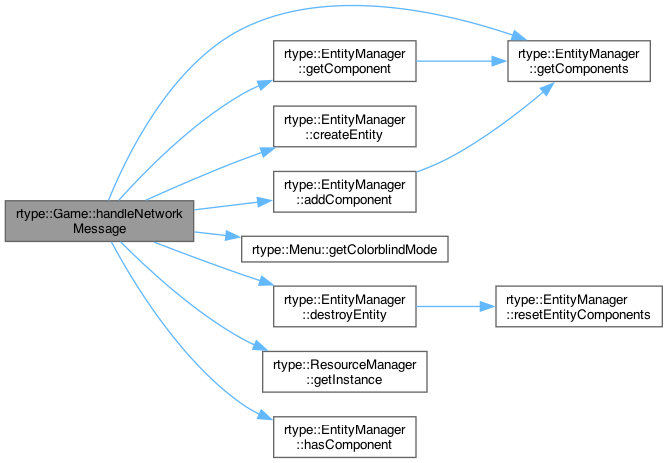 rtype::EntityManager
::getComponents
rtype::EntityManager
::getComponent
rtype::EntityManager
::createEntity
rtype::EntityManager
::addComponent
rtype::Game::handleNetwork
Message
rtype::Menu::getColorblindMode
rtype::EntityManager
::destroyEntity
rtype::EntityManager
::resetEntityComponents
rtype::ResourceManager
::getInstance
rtype::EntityManager
::hasComponent